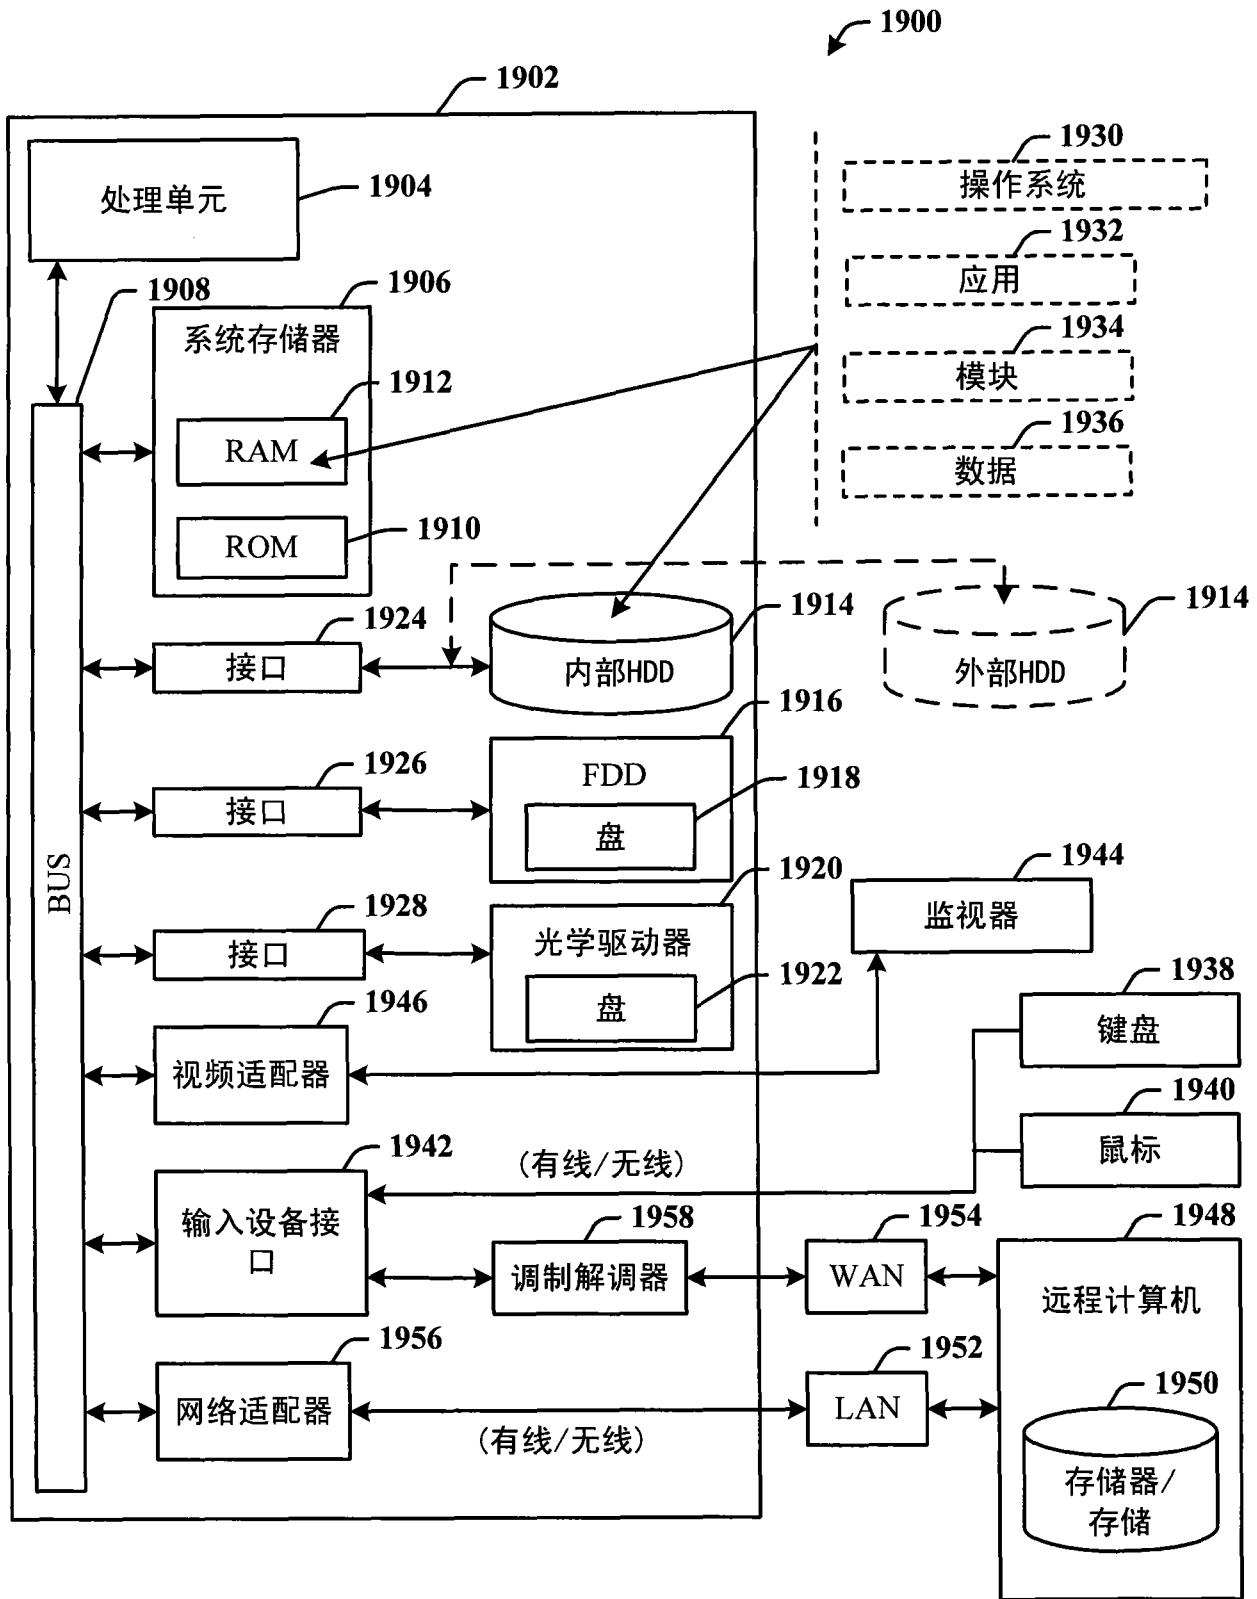 1900
1902
处理单元
1904
1930
操作系统
1932
应用
1934
模块
1936
数据
1908
1906
系统存储器
1912
RAM
1910
ROM
BUS
1924
接口
1914
内部HDD
1914
外部HDD
1926
接口
1916
FDD
1918
盘
1928
接口
1920
光学驱动器
1922
盘
1944
监视器
1946
视频适配器
1938
键盘
1940
鼠标
1942
输入设备接
口
(有线/无线)
1958
调制解调器
1954
WAN
1948
远程计算机
1956
网络适配器
(有线/无线)
1952
LAN
1950
存储器/
存储